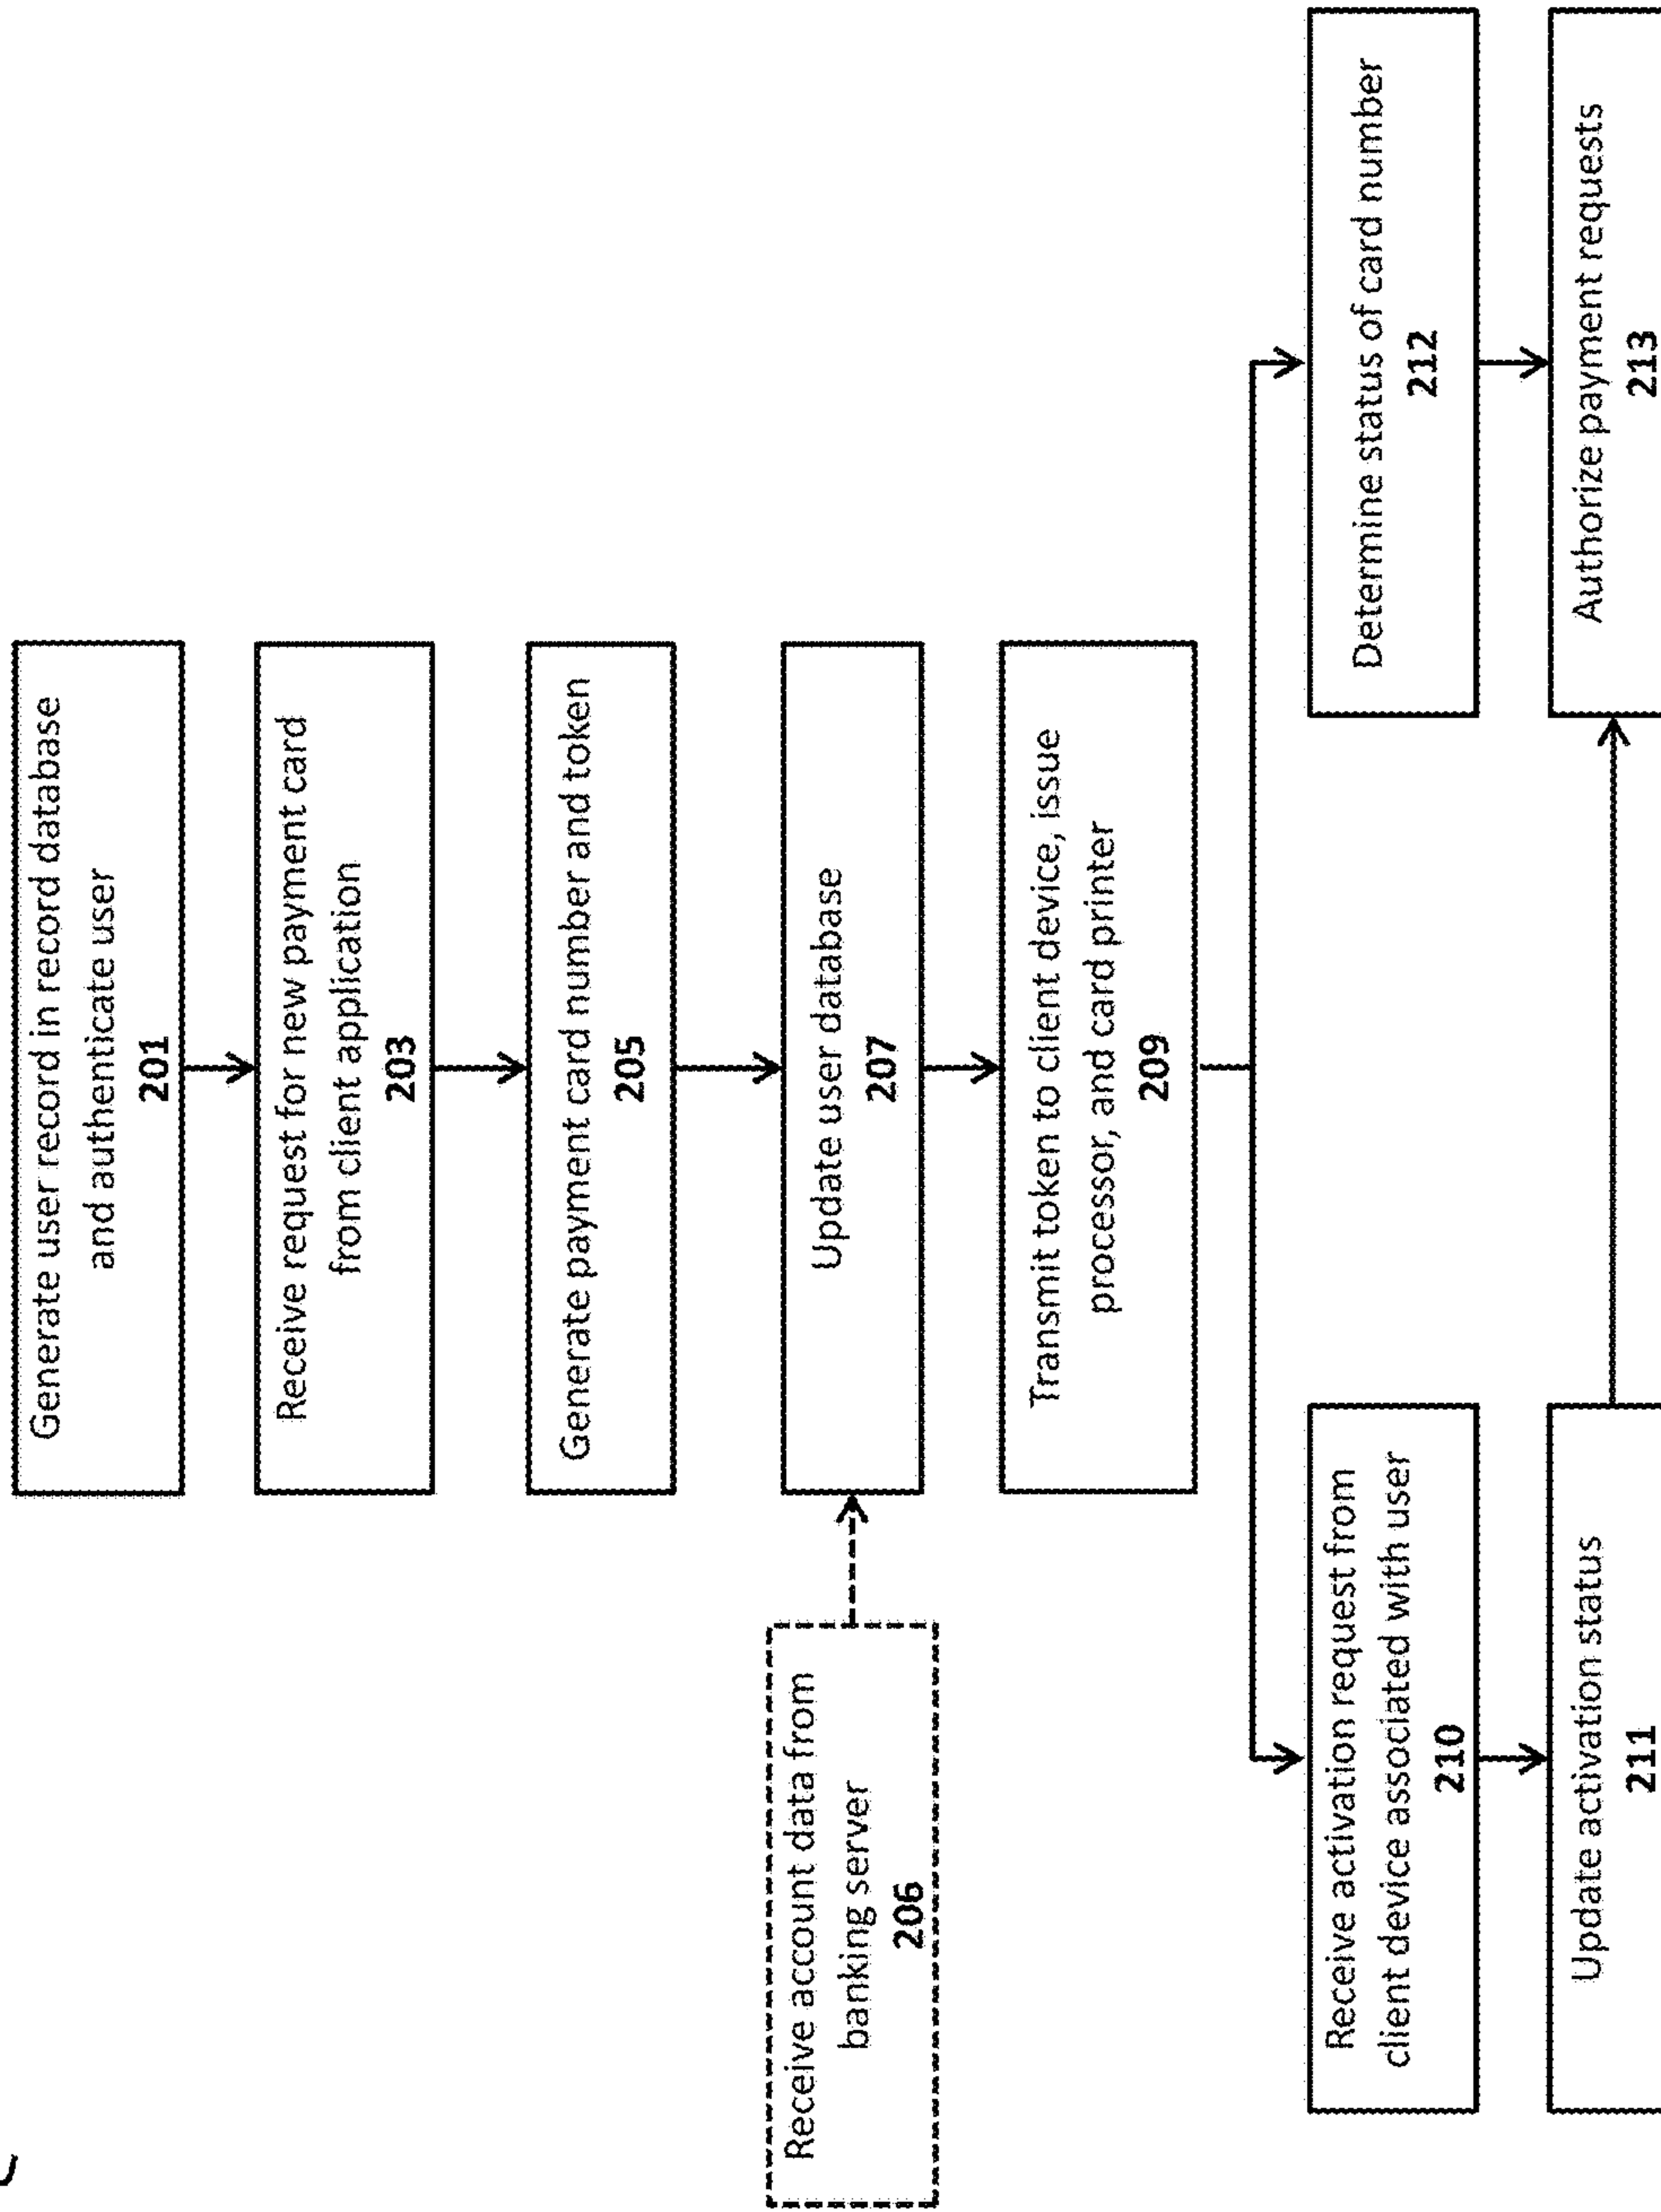 Generate user record in record database
and authenticate user
201
Receive request for new payment card
from client application
203
Generate payment card number and token
205
Receive account data from
banking server
206
Update user database
207
Transmit token to client device, issue
processor, and card printer
209
Receive activation request from
client device associated with user
210
Determine status of card number
212
Update activation status
211
Authorize payment requests
213